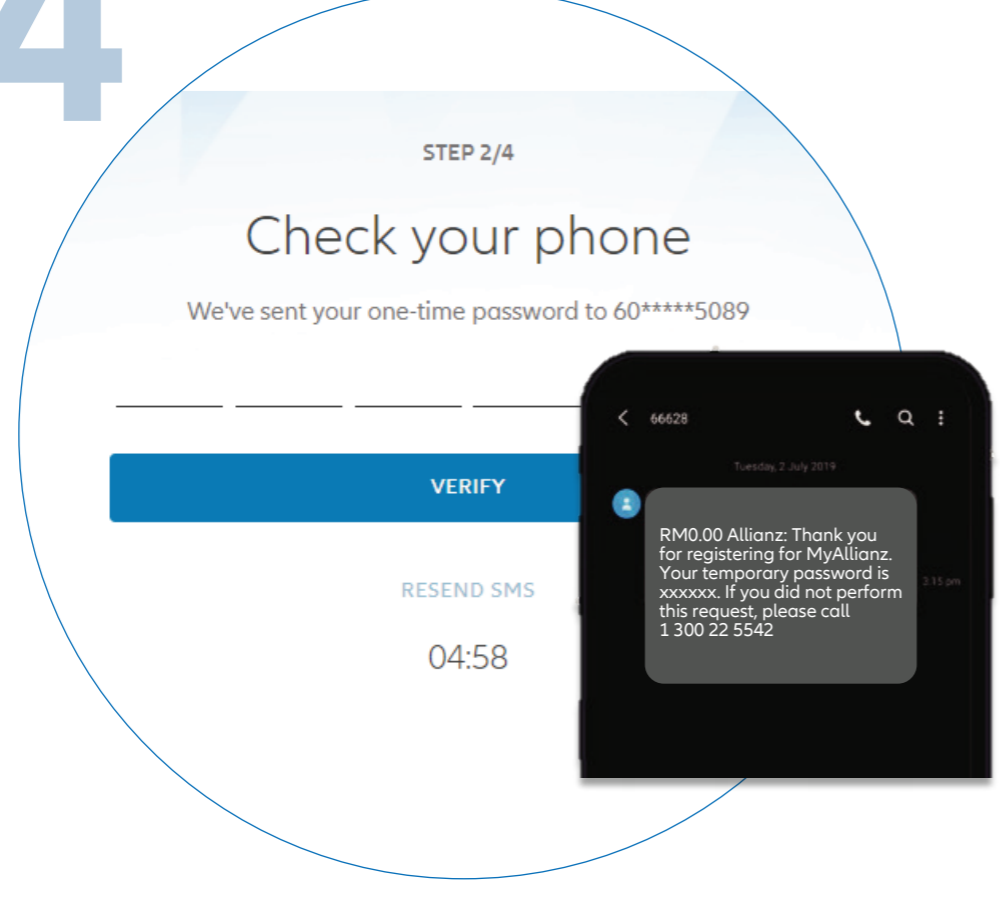 4
STEP 2/4
Check your phone
We've sent your one-time password to 60*****5089
VERIFY
RESEND SMS
04:58
66628
Tuesday, 2 July 2019
RM0.00 Allianz: Thank you
for registering for MyAllianz.
Your temporary password is
xxxxxx. If you did not perform
this request, please call
1 300 22 5542
3:15 pm